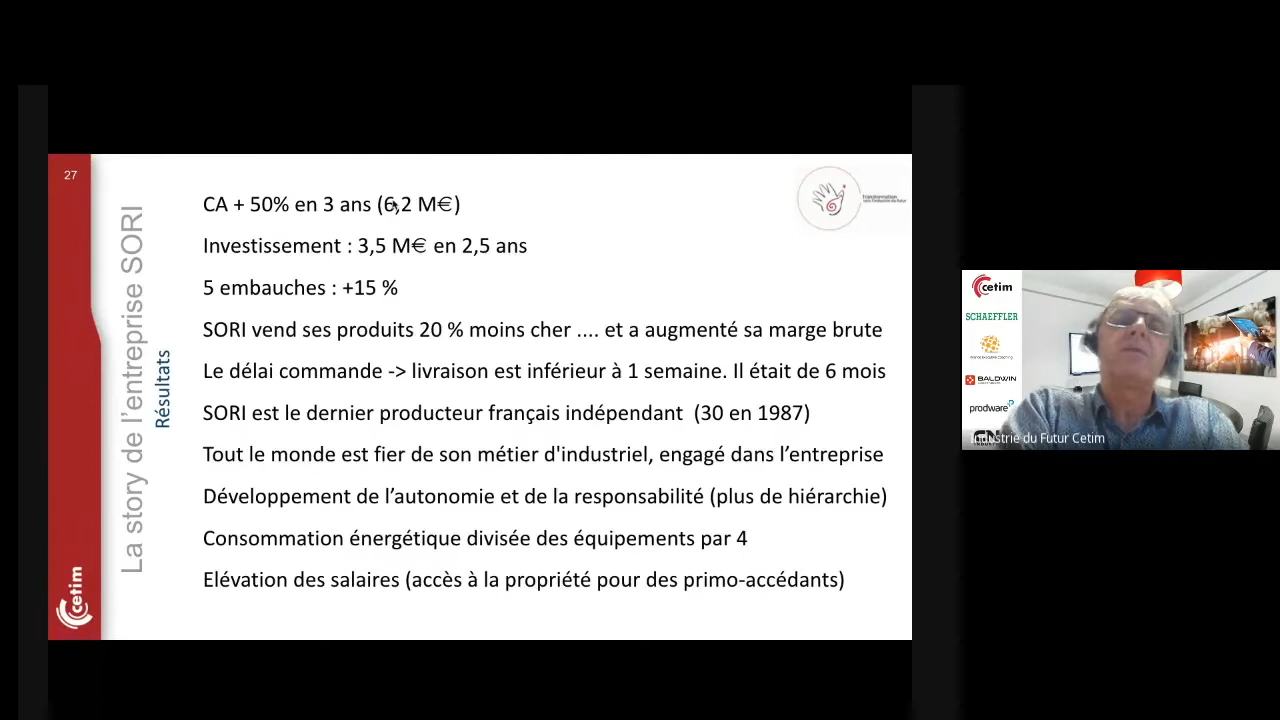 27
La story de l'entreprise SORI
Résultats
cetim
CA + 50% en 3 ans (6,2 M€)
Investissement : 3,5 M€ en 2,5 ans
5 embauches : +15 %
SORI vend ses produits 20 % moins cher .... et a augmenté sa marge brute
Le délai commande -> livraison est inférieur à 1 semaine. Il était de 6 mois
SORI est le dernier producteur français indépendant (30 en 1987)
Tout le monde est fier de son métier d'industriel, engagé dans l’entreprise
Développement de l’autonomie et de la responsabilité (plus de hiérarchie)
Consommation énergétique divisée des équipements par 4
Elévation des salaires (accès à la propriété pour des primo-accédants)
Transformation
cetim
SCHAEFFLER
BALDWIN
prodware
Industrie du Futur Cetim